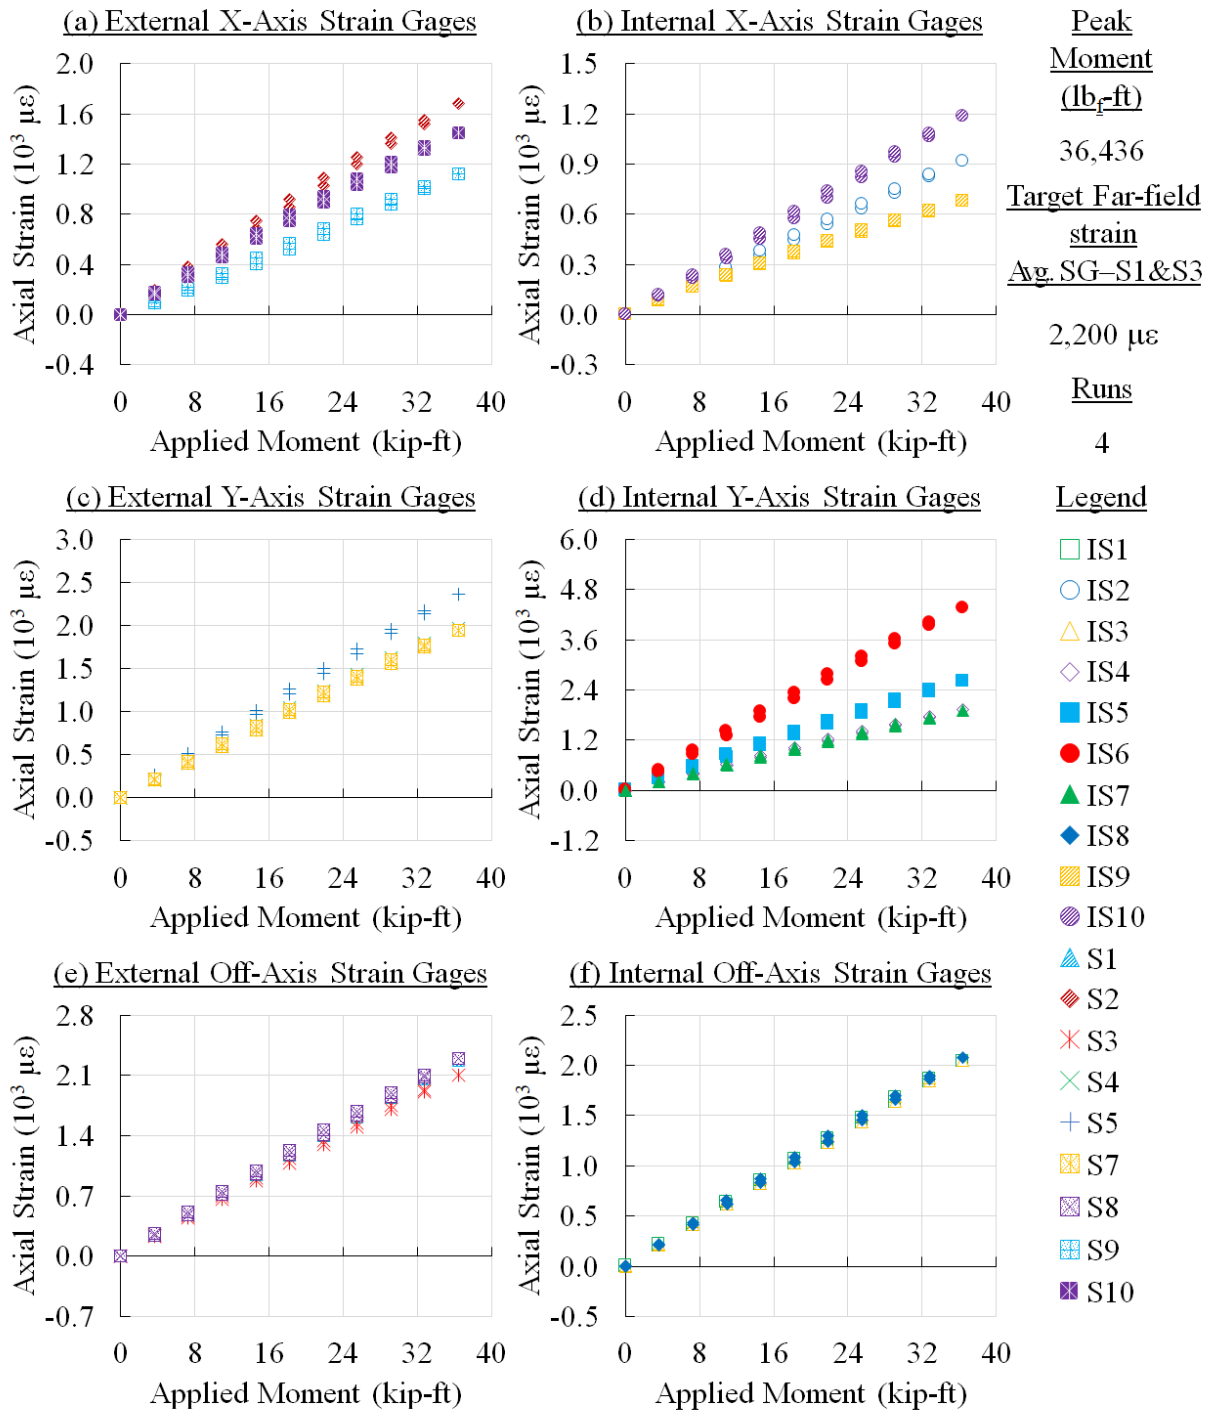 (a) External X-Axis Strain Gages
2.0
1.6
1.2
0.8
0.4
0.0
-0.4
Axial Strain (10³ με)
0 8 16 24 32 40
Applied Moment (kip-ft)
(b) Internal X-Axis Strain Gages
1.5
1.2
0.9
0.6
0.3
0.0
-0.3
Axial Strain (10³ με)
0 8 16 24 32 40
Applied Moment (kip-ft)
Peak
Moment
(lbf-ft)
36,436
Target Far-field
strain
Avg. SG–S1&S3
2,200 με
Runs
4
(c) External Y-Axis Strain Gages
3.0
2.5
2.0
1.5
1.0
0.5
0.0
-0.5
Axial Strain (10³ με)
0 8 16 24 32 40
Applied Moment (kip-ft)
(d) Internal Y-Axis Strain Gages
6.0
4.8
3.6
2.4
1.2
0.0
-1.2
Axial Strain (10³ με)
0 8 16 24 32 40
Applied Moment (kip-ft)
(e) External Off-Axis Strain Gages
2.8
2.1
1.4
0.7
0.0
-0.7
Axial Strain (10³ με)
0 8 16 24 32 40
Applied Moment (kip-ft)
(f) Internal Off-Axis Strain Gages
2.5
2.0
1.5
1.0
0.5
0.0
-0.5
Axial Strain (10³ με)
0 8 16 24 32 40
Applied Moment (kip-ft)
Legend
IS1
IS2
IS3
IS4
IS5
IS6
IS7
IS8
IS9
IS10
S1
S2
S3
S4
S5
S7
S8
S9
S10